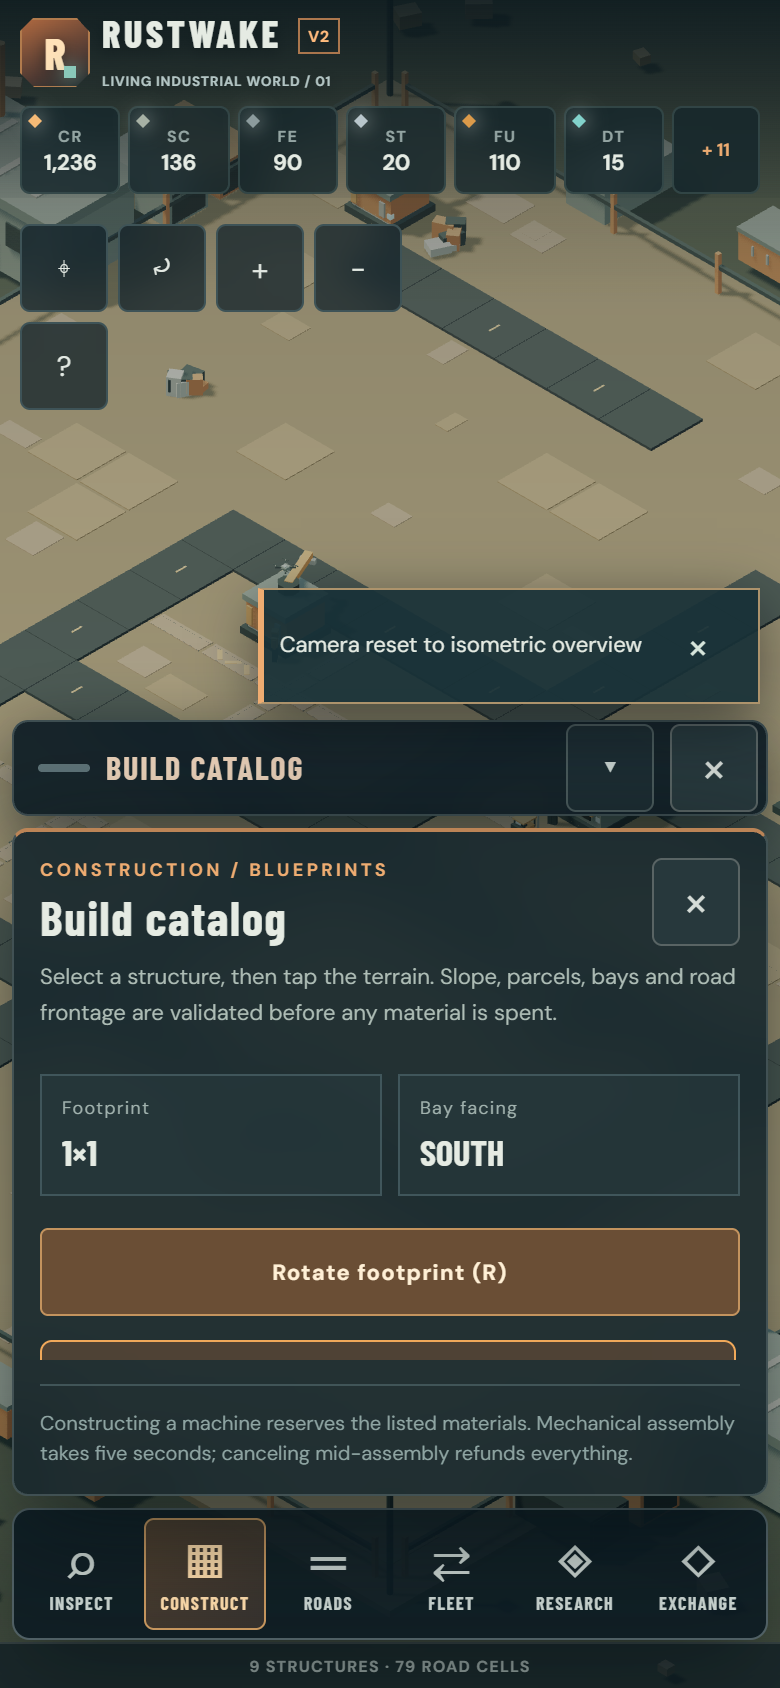 R
RUSTWAKE V2
LIVING INDUSTRIAL WORLD / 01
CR SC FE ST FU DT
1,236 136 90 20 110 15 + 11
+ −
?
Camera reset to isometric overview ×
BUILD CATALOG ▼ ×
CONSTRUCTION / BLUEPRINTS
Build catalog ×
Select a structure, then tap the terrain. Slope, parcels, bays and road
frontage are validated before any material is spent.
Footprint Bay facing
1×1 SOUTH
Rotate footprint (R)
Constructing a machine reserves the listed materials. Mechanical assembly
takes five seconds; canceling mid-assembly refunds everything.
INSPECT CONSTRUCT ROADS FLEET RESEARCH EXCHANGE
9 STRUCTURES · 79 ROAD CELLS